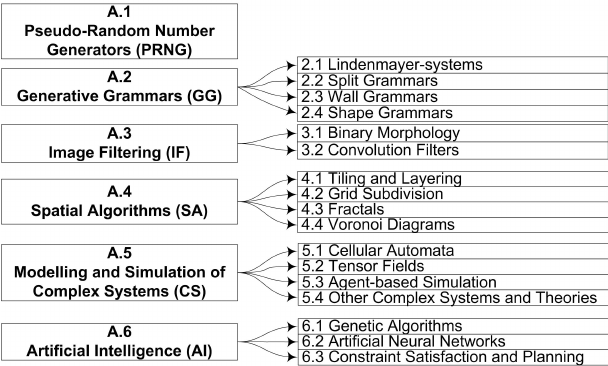 A.1
Pseudo-Random Number
Generators (PRNG)
A.2
Generative Grammars (GG)
2.1 Lindenmayer-systems
2.2 Split Grammars
2.3 Wall Grammars
2.4 Shape Grammars
A.3
Image Filtering (IF)
3.1 Binary Morphology
3.2 Convolution Filters
A.4
Spatial Algorithms (SA)
4.1 Tiling and Layering
4.2 Grid Subdivision
4.3 Fractals
4.4 Voronoi Diagrams
A.5
Modelling and Simulation of
Complex Systems (CS)
5.1 Cellular Automata
5.2 Tensor Fields
5.3 Agent-based Simulation
5.4 Other Complex Systems and Theories
A.6
Artificial Intelligence (AI)
6.1 Genetic Algorithms
6.2 Artificial Neural Networks
6.3 Constraint Satisfaction and Planning